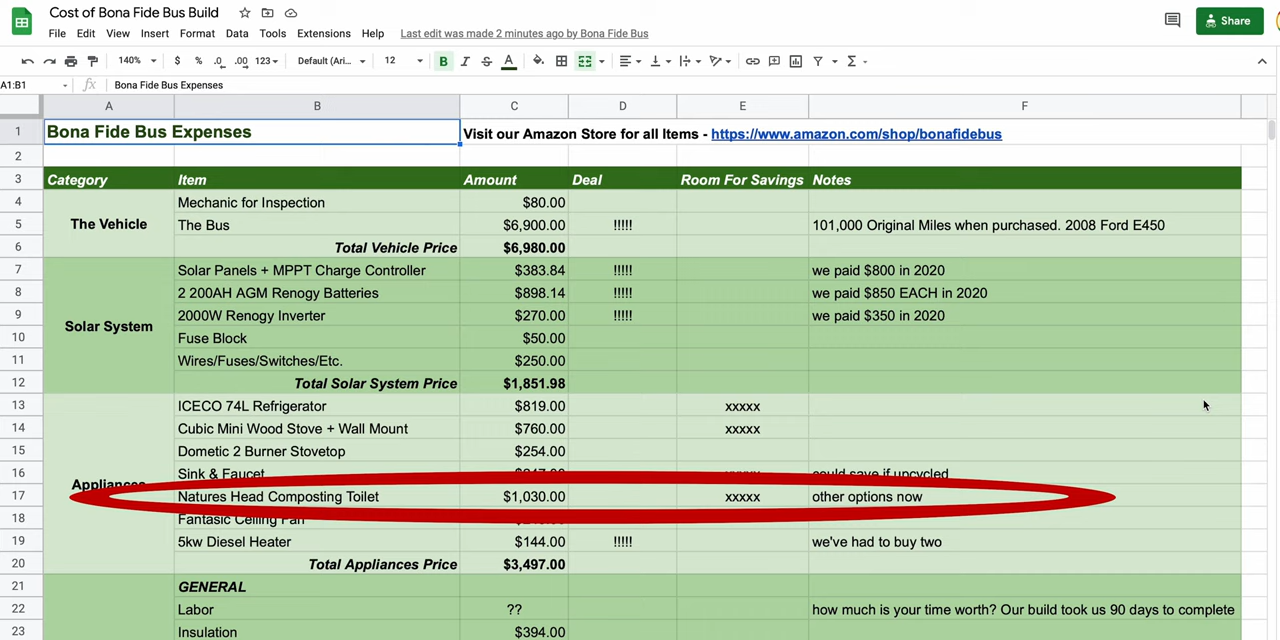 Cost of Bona Fide Bus Build
Share
File Edit View Insert Format Data Tools Extensions Help Last edit was made 2 minutes ago by Bona Fide Bus
140% $ % .0 .00 123 Default (Ari... 12 B I S A
A1:B1 fx Bona Fide Bus Expenses
A B C D E F
1 Bona Fide Bus Expenses Visit our Amazon Store for all Items - https://www.amazon.com/shop/bonafidebus
2
3 Category Item Amount Deal Room For Savings Notes
4 Mechanic for Inspection $80.00
The Vehicle
5 The Bus $6,900.00 !!!!! 101,000 Original Miles when purchased. 2008 Ford E450
6 Total Vehicle Price $6,980.00
7 Solar Panels + MPPT Charge Controller $383.84 !!!!! we paid $800 in 2020
8 2 200AH AGM Renogy Batteries $898.14 !!!!! we paid $850 EACH in 2020
9 2000W Renogy Inverter $270.00 !!!!! we paid $350 in 2020
Solar System
10 Fuse Block $50.00
11 Wires/Fuses/Switches/Etc. $250.00
12 Total Solar System Price $1,851.98
13 ICECO 74L Refrigerator $819.00 xxxxx
14 Cubic Mini Wood Stove + Wall Mount $760.00 xxxxx
15 Dometic 2 Burner Stovetop $254.00
16 Sink & Faucet could save if upcycled
Appliances
17 Natures Head Composting Toilet $1,030.00 xxxxx other options now
18 Fantasic Ceiling Fan
19 5kw Diesel Heater $144.00 !!!!! we've had to buy two
20 Total Appliances Price $3,497.00
21 GENERAL
22 Labor ?? how much is your time worth? Our build took us 90 days to complete
23 Insulation $394.00